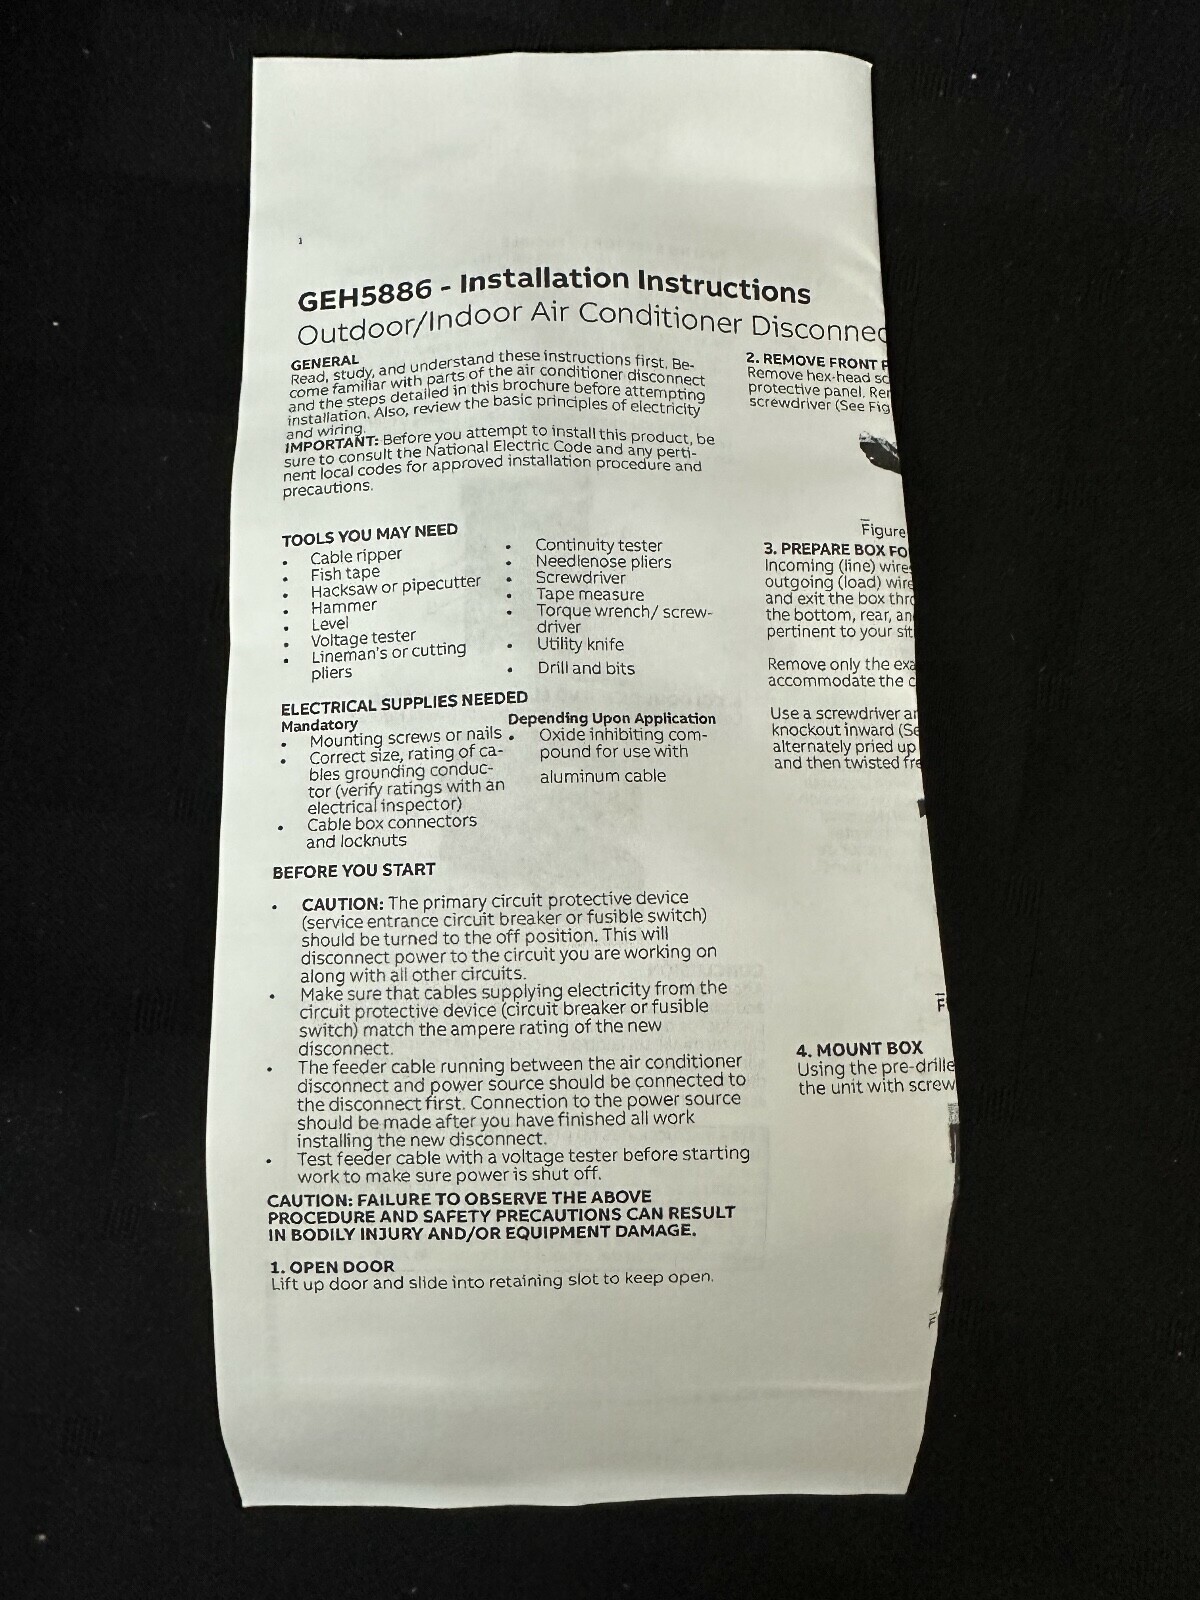 1
GEH5886 - Installation Instructions
Outdoor/Indoor Air Conditioner
GENERAL
Read, study, and understand these instructions first. Be-
come familiar with parts of the air conditioner disconnect
and the steps detailed in this brochure before attempting
installation. Also, review the basic principles of electricity
and wiring.
IMPORTANT: Before you attempt to install this product, be
sure to consult the National Electric Code and any perti-
nent local codes for approved installation procedure and
precautions.
TOOLS YOU MAY NEED
• Cable ripper
• Fish tape
• Hacksaw or pipecutter
• Hammer
• Level
• Voltage tester
• Lineman's or cutting
pliers
• Continuity tester
• Needlenose pliers
• Screwdriver
• Tape measure
• Torque wrench/ screw-
driver
• Utility knife
• Drill and bits
ELECTRICAL SUPPLIES NEEDED
Mandatory
• Mounting screws or nails
• Correct size, rating of ca-
bles grounding conduc-
tor (verify ratings with an
electrical inspector)
• Cable box connectors
and locknuts
Depending Upon Application
• Oxide inhibiting com-
pound for use with
aluminum cable
BEFORE YOU START
• CAUTION: The primary circuit protective device
(service entrance circuit breaker or fusible switch)
should be turned to the off position. This will
disconnect power to the circuit you are working on
along with all other circuits.
• Make sure that cables supplying electricity from the
circuit protective device (circuit breaker or fusible
switch) match the ampere rating of the new
disconnect.
• The feeder cable running between the air conditioner
disconnect and power source should be connected to
the disconnect first. Connection to the power source
should be made after you have finished all work
installing the new disconnect.
• Test feeder cable with a voltage tester before starting
work to make sure power is shut off.
CAUTION: FAILURE TO OBSERVE THE ABOVE
PROCEDURE AND SAFETY PRECAUTIONS CAN RESULT
IN BODILY INJURY AND/OR EQUIPMENT DAMAGE.
1. OPEN DOOR
Lift up door and slide into retaining slot to keep open.
2. REMOVE FRONT
Remove hex-head
protective panel.
screwdriver (See
Figure
3. PREPARE BOX
Incoming (line)
outgoing (load)
and exit the box
the bottom, rear,
pertinent to your
Remove only the
accommodate the
Use a screwdriver
knockout inward
alternately pried up
and then twisted
4. MOUNT BOX
Using the
the unit with